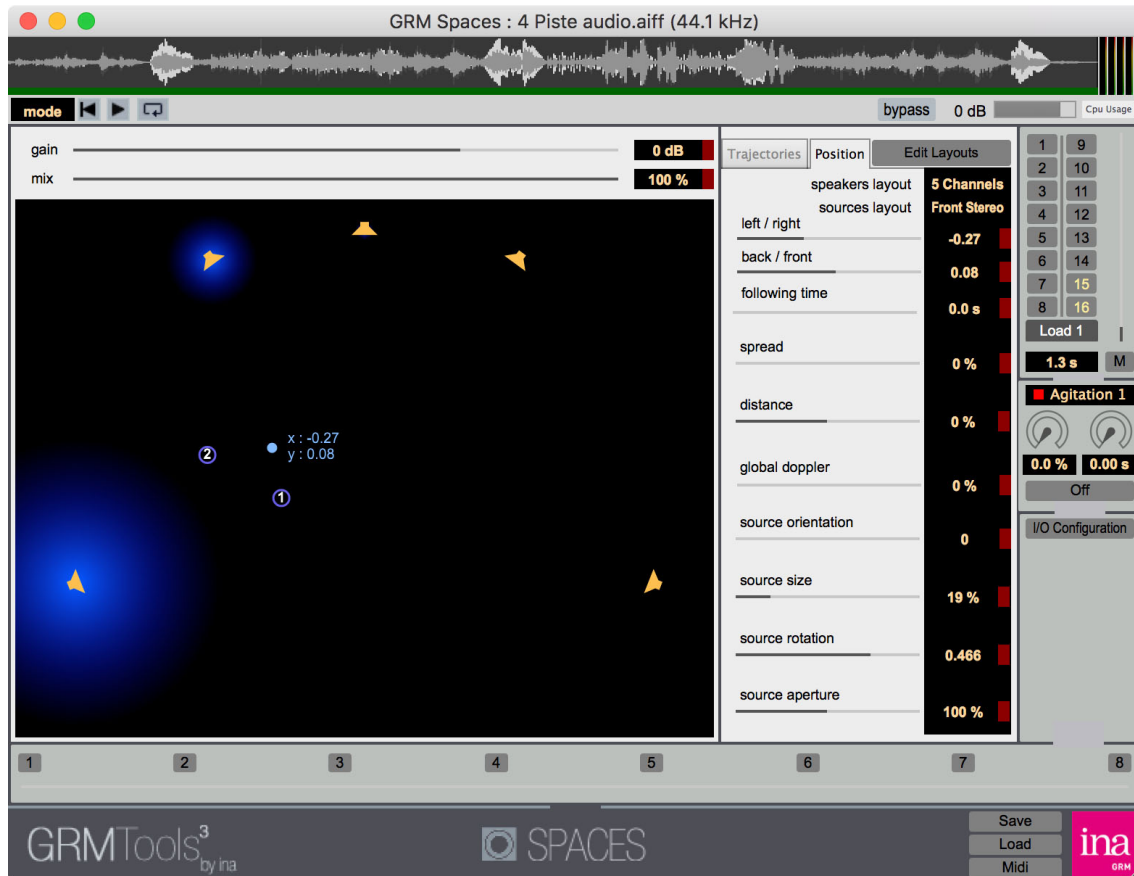 GRM Spaces : 4 Piste audio.aiff (44.1 kHz)
mode
bypass 0 dB Cpu Usage
gain 0 dB
mix 100 %
Trajectories Position Edit Layouts
speakers layout 5 Channels
sources layout Front Stereo
left / right -0.27
back / front 0.08
following time 0.0 s
spread 0 %
distance 0 %
global doppler 0 %
source orientation 0
source size 19 %
source rotation 0.466
source aperture 100 %
x : -0.27
y : 0.08
2
1
1 9
2 10
3 11
4 12
5 13
6 14
7 15
8 16
Load 1
1.3 s M
Agitation 1
0.0 % 0.00 s
Off
I/O Configuration
1 2 3 4 5 6 7 8
GRMTools3
by ina
SPACES
Save
Load
Midi
ina
GRM